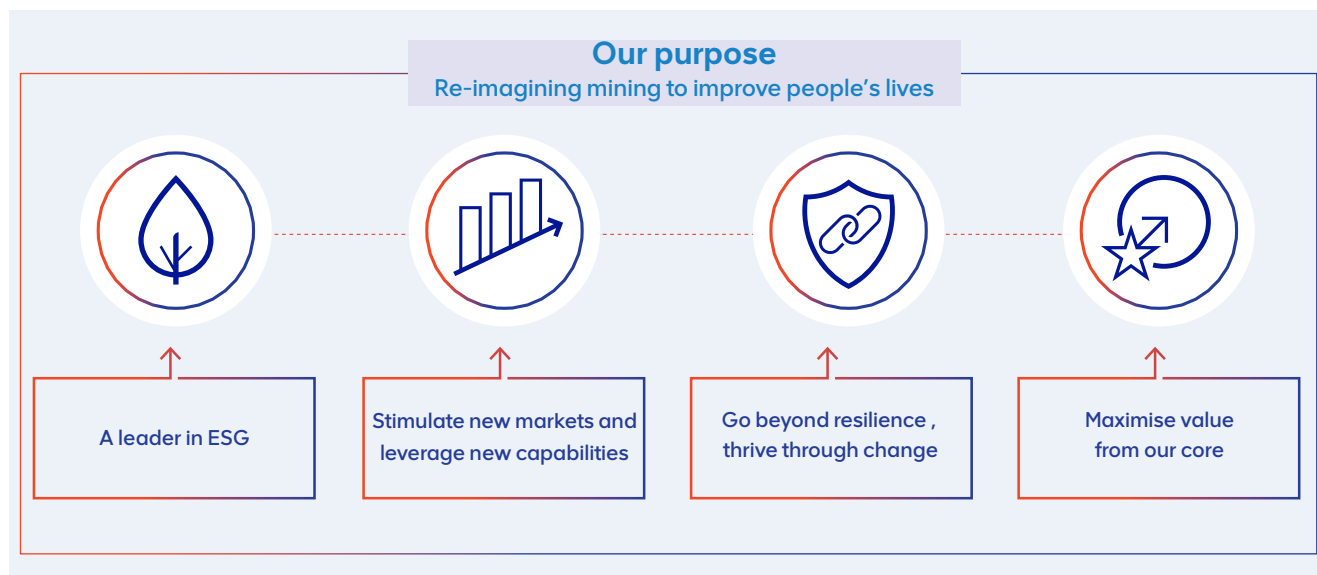 Our purpose
Re-imagining mining to improve people's lives
A leader in ESG
Stimulate new markets and
leverage new capabilities
Go beyond resilience ,
thrive through change
Maximise value
from our core